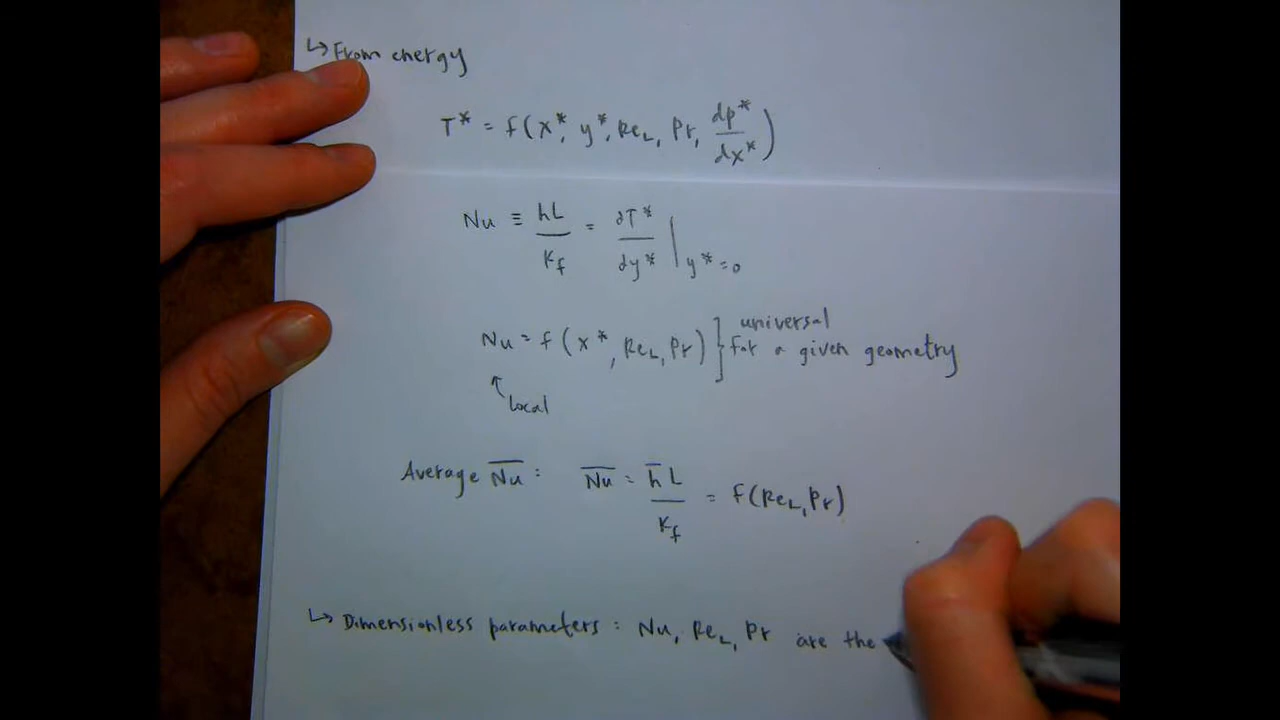 ↳ From energy
T* = f(x*, y*, Re_L, Pr, dp*/dx*)
Nu ≡ hL/k_f = ∂T*/∂y* |_y*=0
Nu = f(x*, Re_L, Pr) } universal for a given geometry
↖ local
Average N̅u̅ : N̅u̅ = h̅L/k_f = f(Re_L, Pr)
↳ Dimensionless parameters : Nu, Re_L, Pr are the